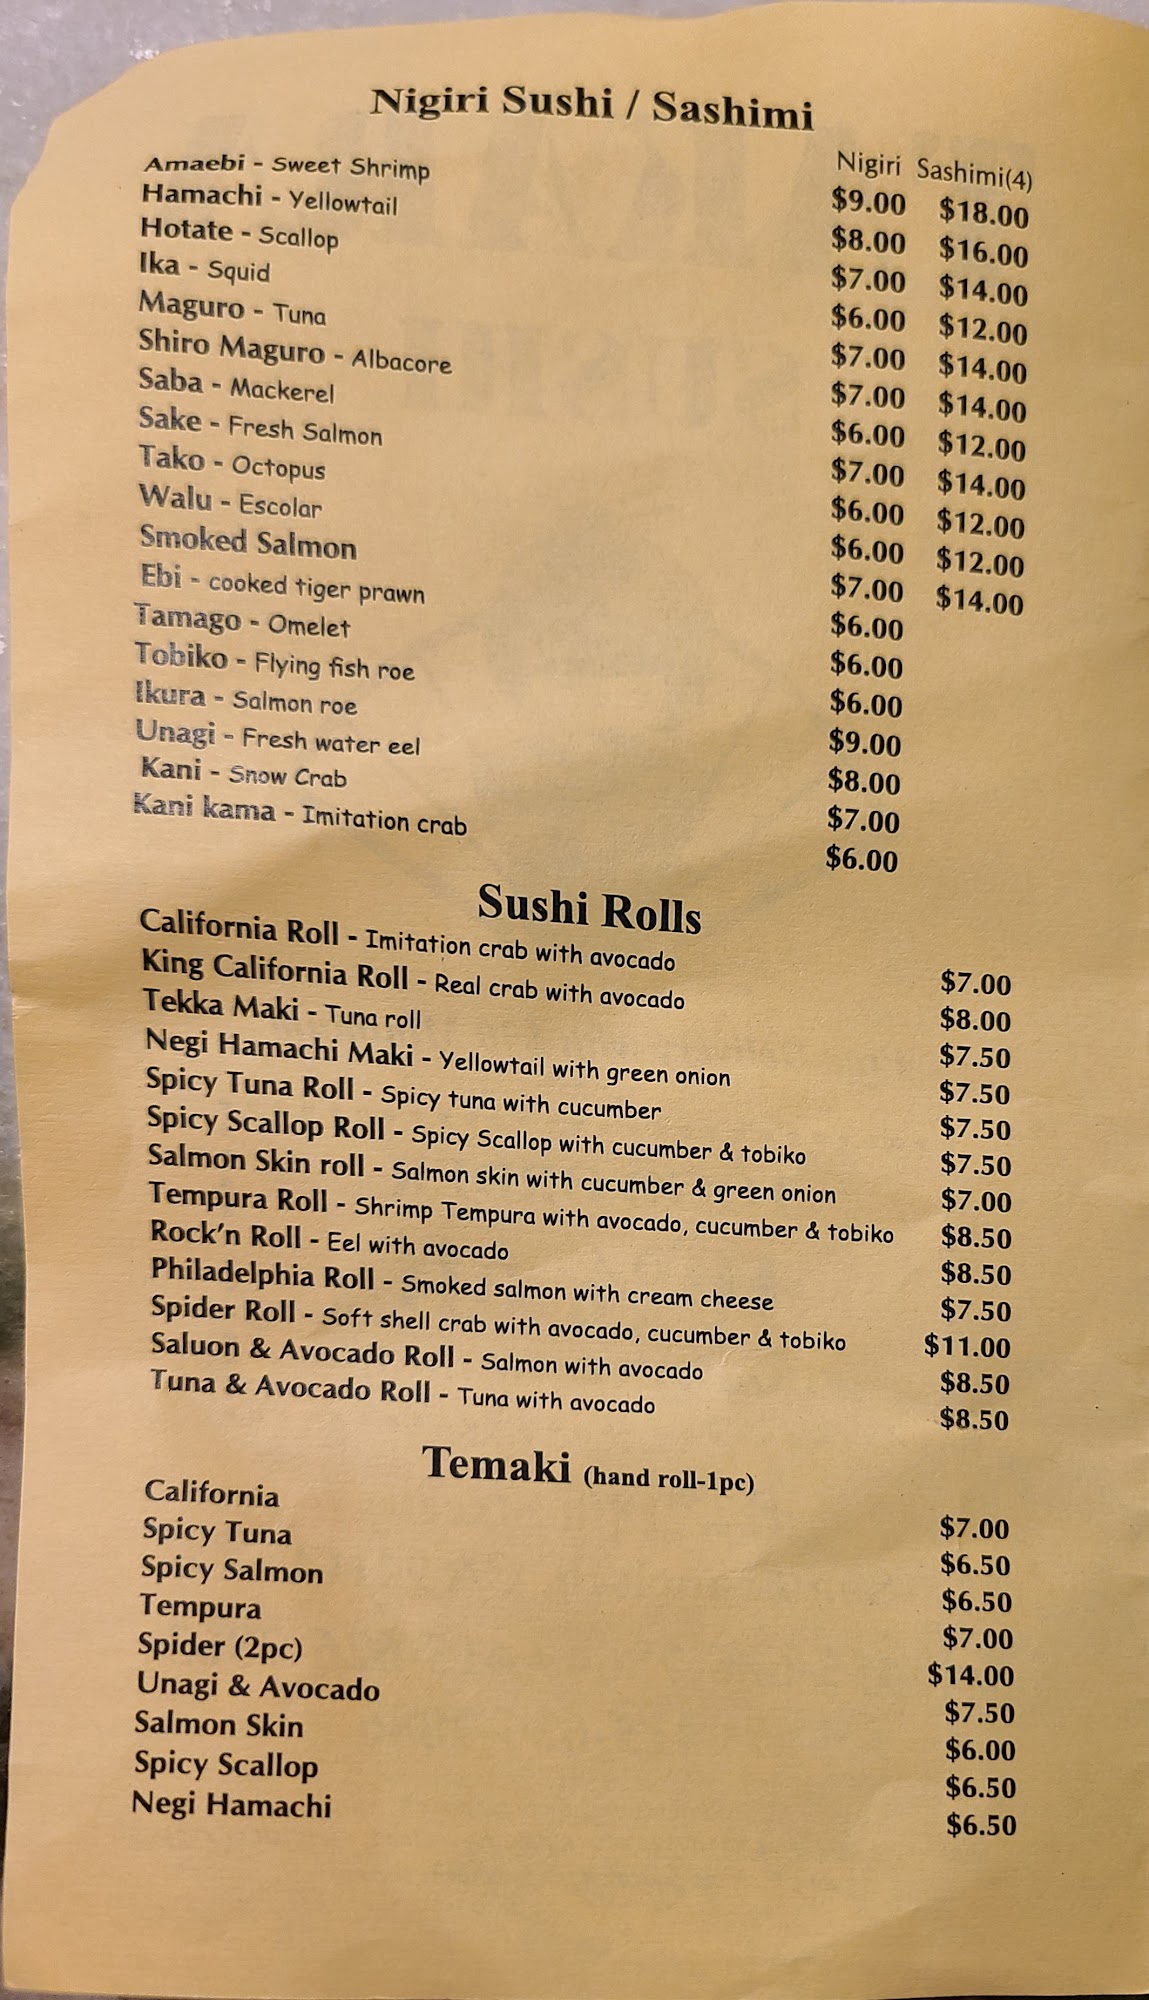 Nigiri Sushi / Sashimi
Nigiri Sashimi(4)
Amaebi - Sweet Shrimp $9.00 $18.00
Hamachi - Yellowtail $8.00 $16.00
Hotate - Scallop $7.00 $14.00
Ika - Squid $6.00 $12.00
Maguro - Tuna $7.00 $14.00
Shiro Maguro - Albacore $7.00 $14.00
Saba - Mackerel $6.00 $12.00
Sake - Fresh Salmon $7.00 $14.00
Tako - Octopus $6.00 $12.00
Walu - Escolar $6.00 $12.00
Smoked Salmon $7.00 $14.00
Ebi - cooked tiger prawn $6.00
Tamago - Omelet $6.00
Tobiko - Flying fish roe $6.00
Ikura - Salmon roe $9.00
Unagi - Fresh water eel $8.00
Kani - Snow Crab $7.00
Kani kama - Imitation crab $6.00
Sushi Rolls
California Roll - Imitation crab with avocado $7.00
King California Roll - Real crab with avocado $8.00
Tekka Maki - Tuna roll $7.50
Negi Hamachi Maki - Yellowtail with green onion $7.50
Spicy Tuna Roll - Spicy tuna with cucumber $7.50
Spicy Scallop Roll - Spicy Scallop with cucumber & tobiko $7.50
Salmon Skin roll - Salmon skin with cucumber & green onion $7.00
Tempura Roll - Shrimp Tempura with avocado, cucumber & tobiko $8.50
Rock'n Roll - Eel with avocado $8.50
Philadelphia Roll - Smoked salmon with cream cheese $7.50
Spider Roll - Soft shell crab with avocado, cucumber & tobiko $11.00
Saluon & Avocado Roll - Salmon with avocado $8.50
Tuna & Avocado Roll - Tuna with avocado $8.50
Temaki (hand roll-1pc)
California $7.00
Spicy Tuna $6.50
Spicy Salmon $6.50
Tempura $7.00
Spider (2pc) $14.00
Unagi & Avocado $7.50
Salmon Skin $6.00
Spicy Scallop $6.50
Negi Hamachi $6.50